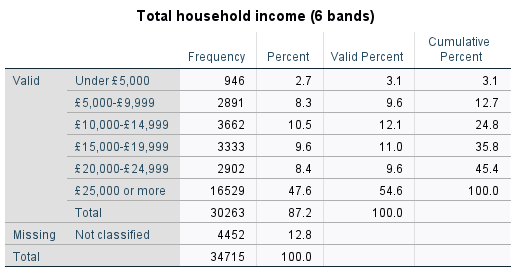 Total household income (6 bands)
Frequency Percent Valid Percent Cumulative Percent
Valid Under £5,000 946 2.7 3.1 3.1
£5,000-£9,999 2891 8.3 9.6 12.7
£10,000-£14,999 3662 10.5 12.1 24.8
£15,000-£19,999 3333 9.6 11.0 35.8
£20,000-£24,999 2902 8.4 9.6 45.4
£25,000 or more 16529 47.6 54.6 100.0
Total 30263 87.2 100.0
Missing Not classified 4452 12.8
Total 34715 100.0